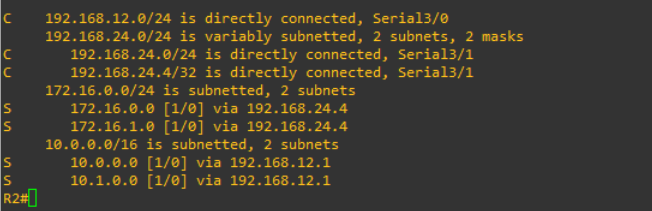 C    192.168.12.0/24 is directly connected, Serial3/0
     192.168.24.0/24 is variably subnetted, 2 subnets, 2 masks
C       192.168.24.0/24 is directly connected, Serial3/1
C       192.168.24.4/32 is directly connected, Serial3/1
     172.16.0.0/24 is subnetted, 2 subnets
S       172.16.0.0 [1/0] via 192.168.24.4
S       172.16.1.0 [1/0] via 192.168.24.4
     10.0.0.0/16 is subnetted, 2 subnets
S       10.0.0.0 [1/0] via 192.168.12.1
S       10.1.0.0 [1/0] via 192.168.12.1
R2#